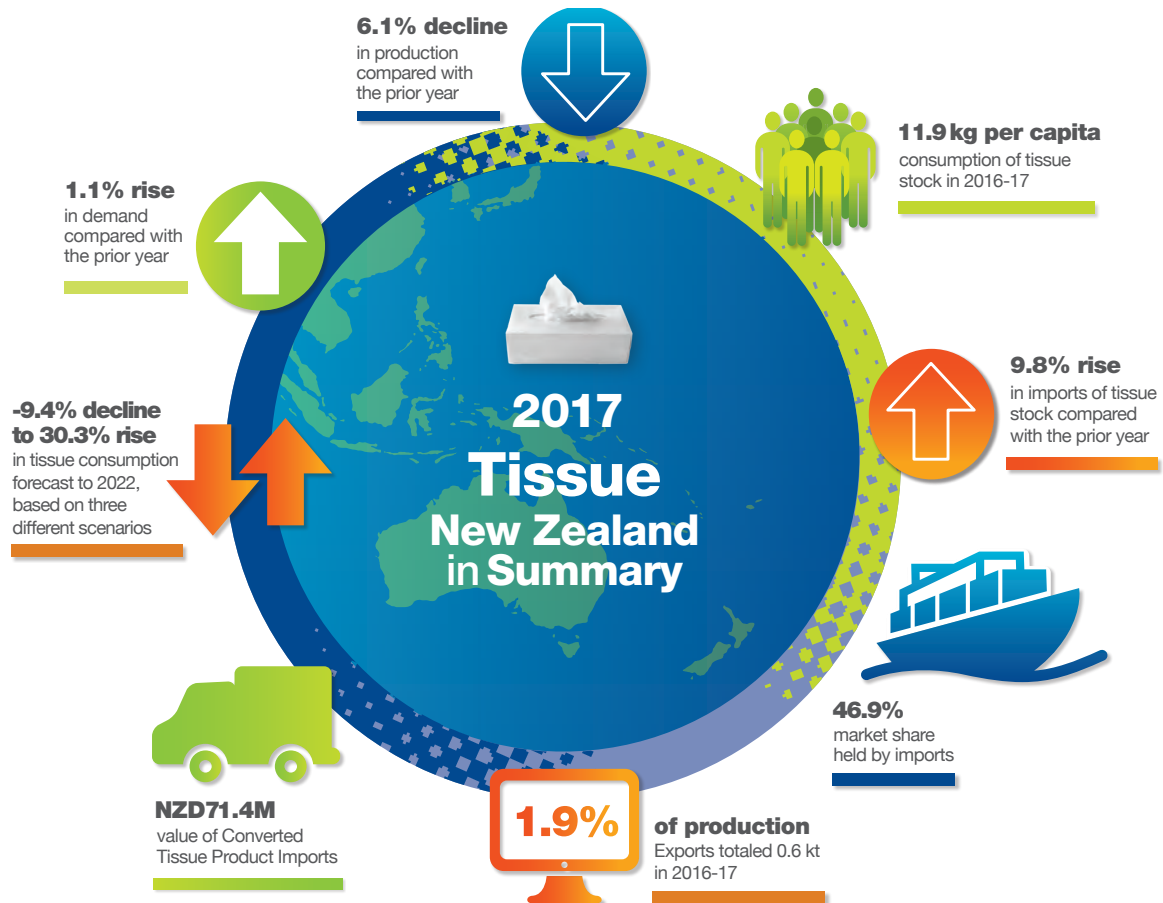 6.1% decline
in production
compared with
the prior year
11.9 kg per capita
consumption of tissue
stock in 2016-17
1.1% rise
in demand
compared with
the prior year
9.8% rise
in imports of tissue
stock compared
with the prior year
-9.4% decline
to 30.3% rise
in tissue consumption
forecast to 2022,
based on three
different scenarios
2017
Tissue
New Zealand
in Summary
46.9%
market share
held by imports
NZD71.4M
value of Converted
Tissue Product Imports
1.9%
of production
Exports totaled 0.6 kt
in 2016-17